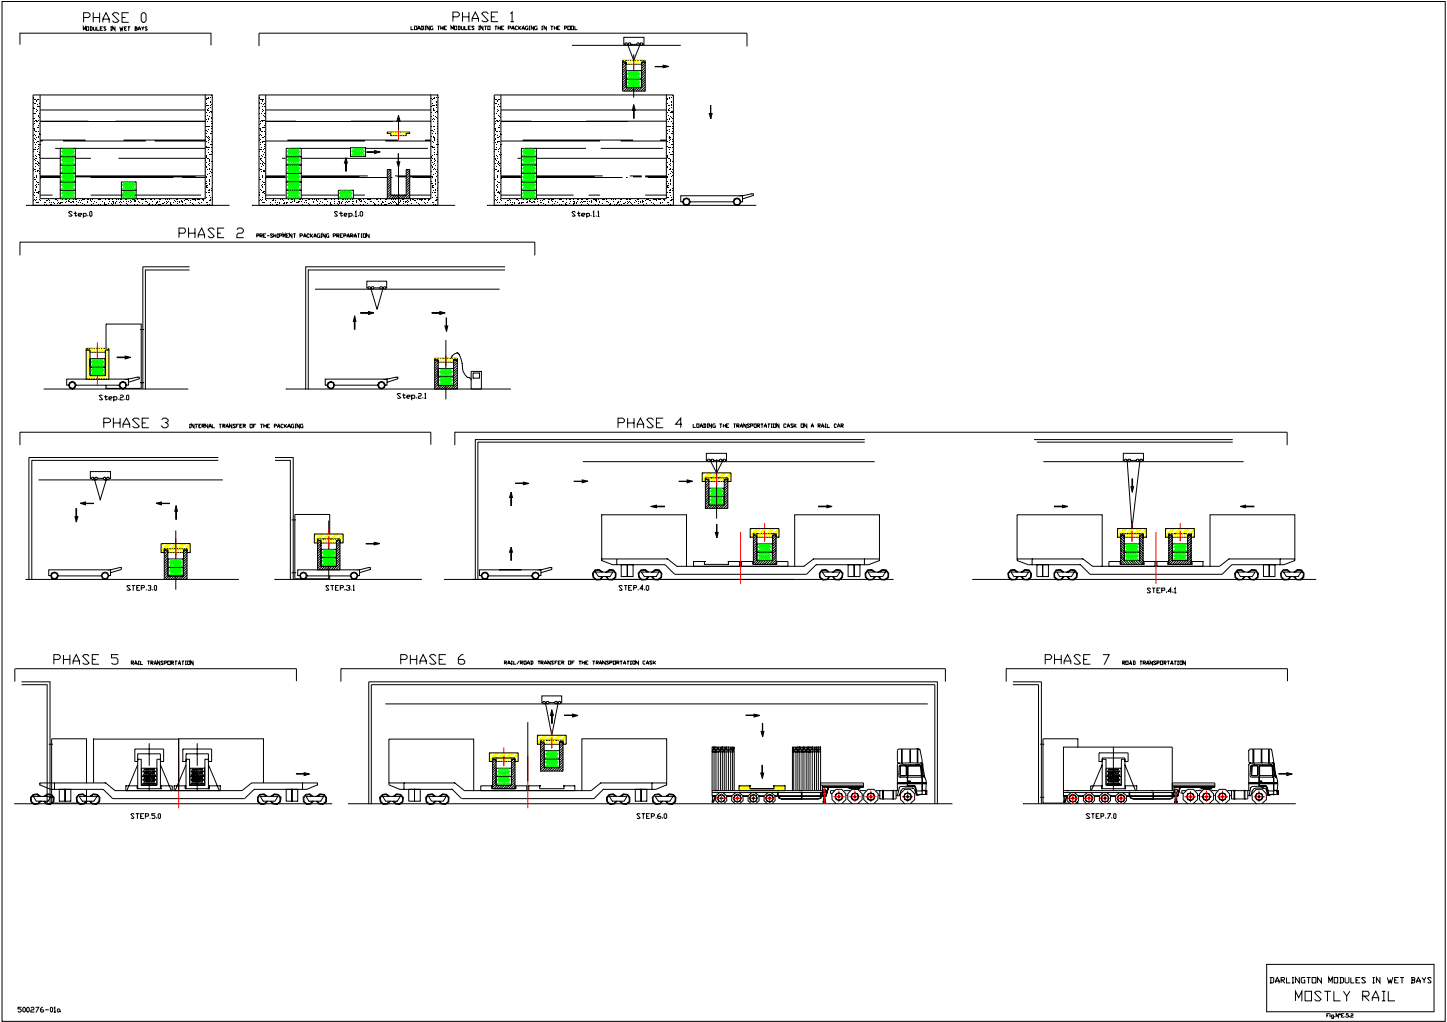 PHASE 0
MODULES IN WET BAYS
PHASE 1
LOADING THE MODULES INTO THE PACKAGING IN THE POOL
Step.0
Step.1.0
Step.1.1
PHASE 2 PRE-SHIPMENT PACKAGING PREPARATION
Step.2.0
Step.2.1
PHASE 3 INTERNAL TRANSFER OF THE PACKAGING
PHASE 4 LOADING THE TRANSPORTATION CASK ON A RAIL CAR
STEP.3.0
STEP.3.1
STEP.4.0
STEP.4.1
PHASE 5 RAIL TRANSPORTATION
PHASE 6 RAIL/ROAD TRANSFER OF THE TRANSPORTATION CASK
PHASE 7 ROAD TRANSPORTATION
STEP.5.0
STEP.6.0
STEP.7.0
DARLINGTON MODULES IN WET BAYS
MOSTLY RAIL
500276-01a